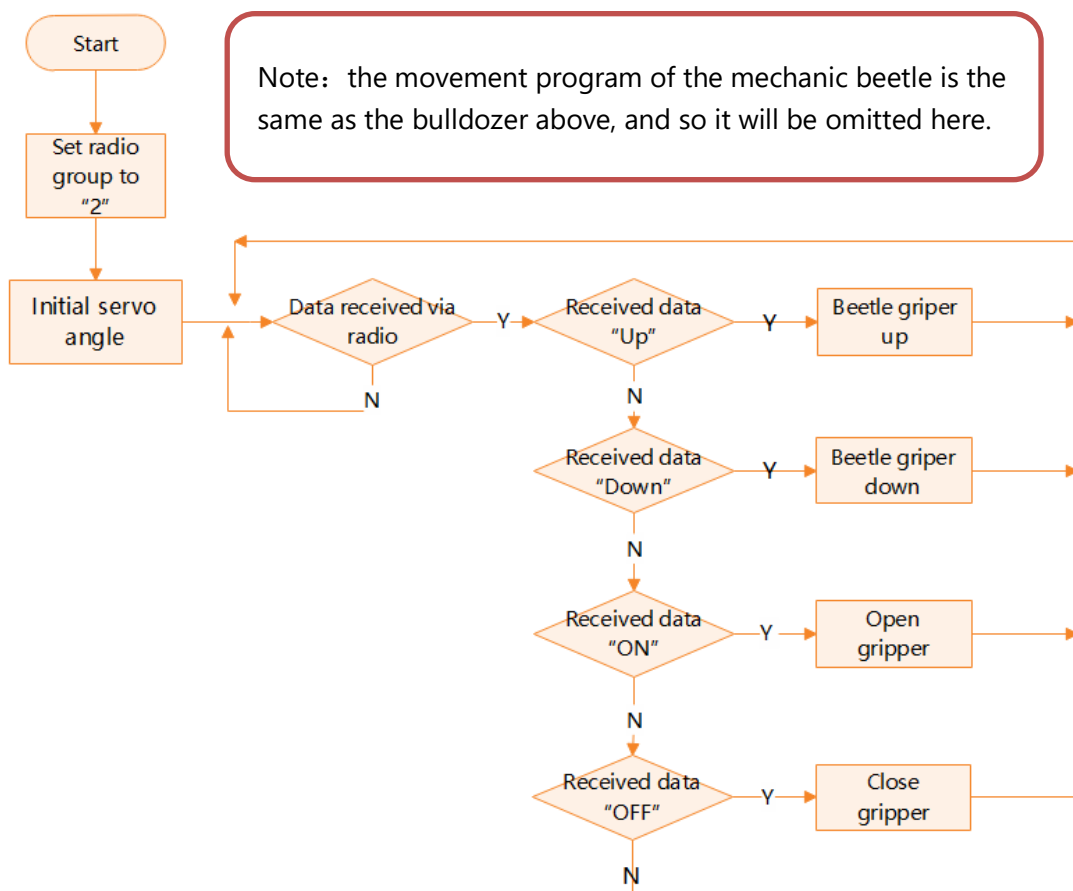 Start
Note：the movement program of the mechanic beetle is the
same as the bulldozer above, and so it will be omitted here.
Set radio
group to
“2”
Initial servo
angle
Data received via
radio
Y
N
Received data
“Up”
Y
Beetle griper
up
N
Received data
“Down”
Y
Beetle griper
down
N
Received data
“ON”
Y
Open
gripper
N
Received data
“OFF”
Y
Close
gripper
N